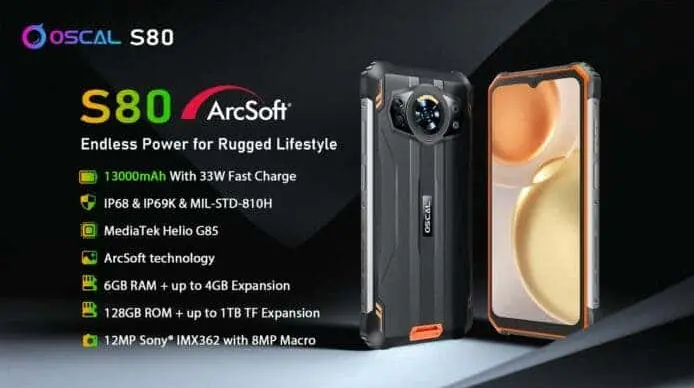 OSCAL S80
S80 ArcSoft®
Endless Power for Rugged Lifestyle
13000mAh With 33W Fast Charge
IP68 & IP69K & MIL-STD-810H
MediaTek Helio G85
ArcSoft technology
6GB RAM + up to 4GB Expansion
128GB ROM + up to 1TB TF Expansion
12MP Sony® IMX362 with 8MP Macro
OSCAL